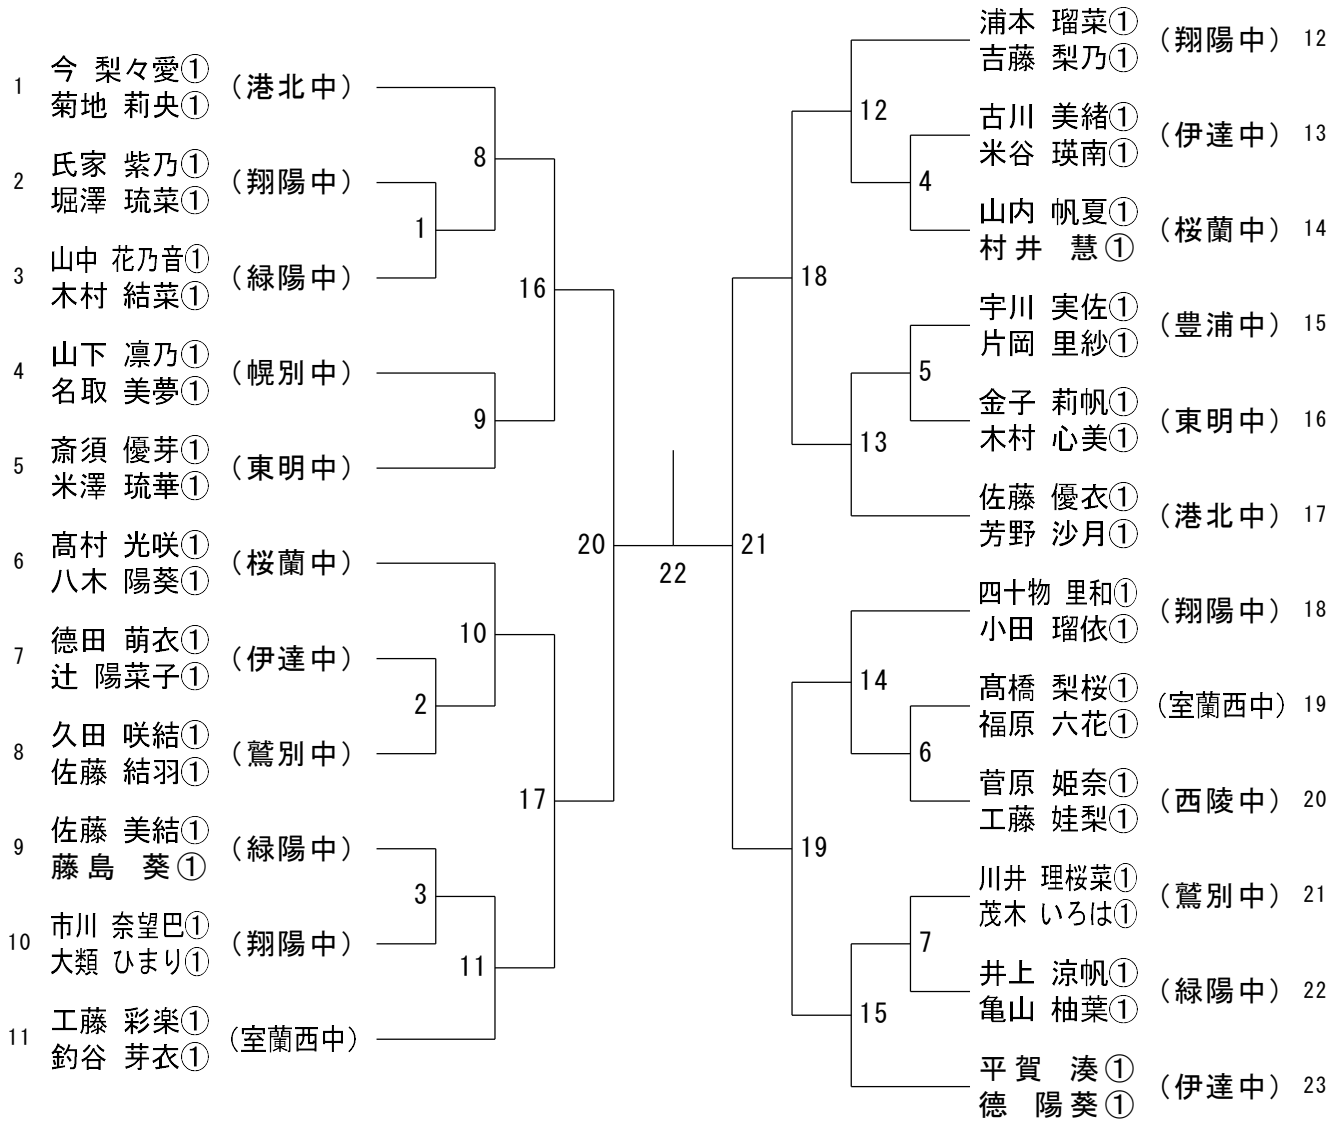 1 今 梨々愛① (港北中)
菊地 莉央①
2 氏家 紫乃① (翔陽中)
堀澤 琉菜①
3 山中 花乃音① (緑陽中)
木村 結菜①
4 山下 凛乃① (幌別中)
名取 美夢①
5 斎須 優芽① (東明中)
米澤 琉華①
6 髙村 光咲① (桜蘭中)
八木 陽葵①
7 德田 萌衣① (伊達中)
辻 陽菜子①
8 久田 咲結① (鷲別中)
佐藤 結羽①
9 佐藤 美結① (緑陽中)
藤島 葵①
10 市川 奈望巴① (翔陽中)
大類 ひまり①
11 工藤 彩楽① (室蘭西中)
釣谷 芽衣①
8
1
16
9
20
10
2
17
3
11
22
12
4
18
5
13
21
14
6
19
7
15
浦本 瑠菜① (翔陽中) 12
吉藤 梨乃①
古川 美緒① (伊達中) 13
米谷 瑛南①
山内 帆夏① (桜蘭中) 14
村井 慧①
宇川 実佐① (豊浦中) 15
片岡 里紗①
金子 莉帆① (東明中) 16
木村 心美①
佐藤 優衣① (港北中) 17
芳野 沙月①
四十物 里和① (翔陽中) 18
小田 瑠依①
髙橋 梨桜① (室蘭西中) 19
福原 六花①
菅原 姫奈① (西陵中) 20
工藤 娃梨①
川井 理桜菜① (鷲別中) 21
茂木 いろは①
井上 涼帆① (緑陽中) 22
亀山 柚葉①
平賀 湊① (伊達中) 23
德 陽葵①